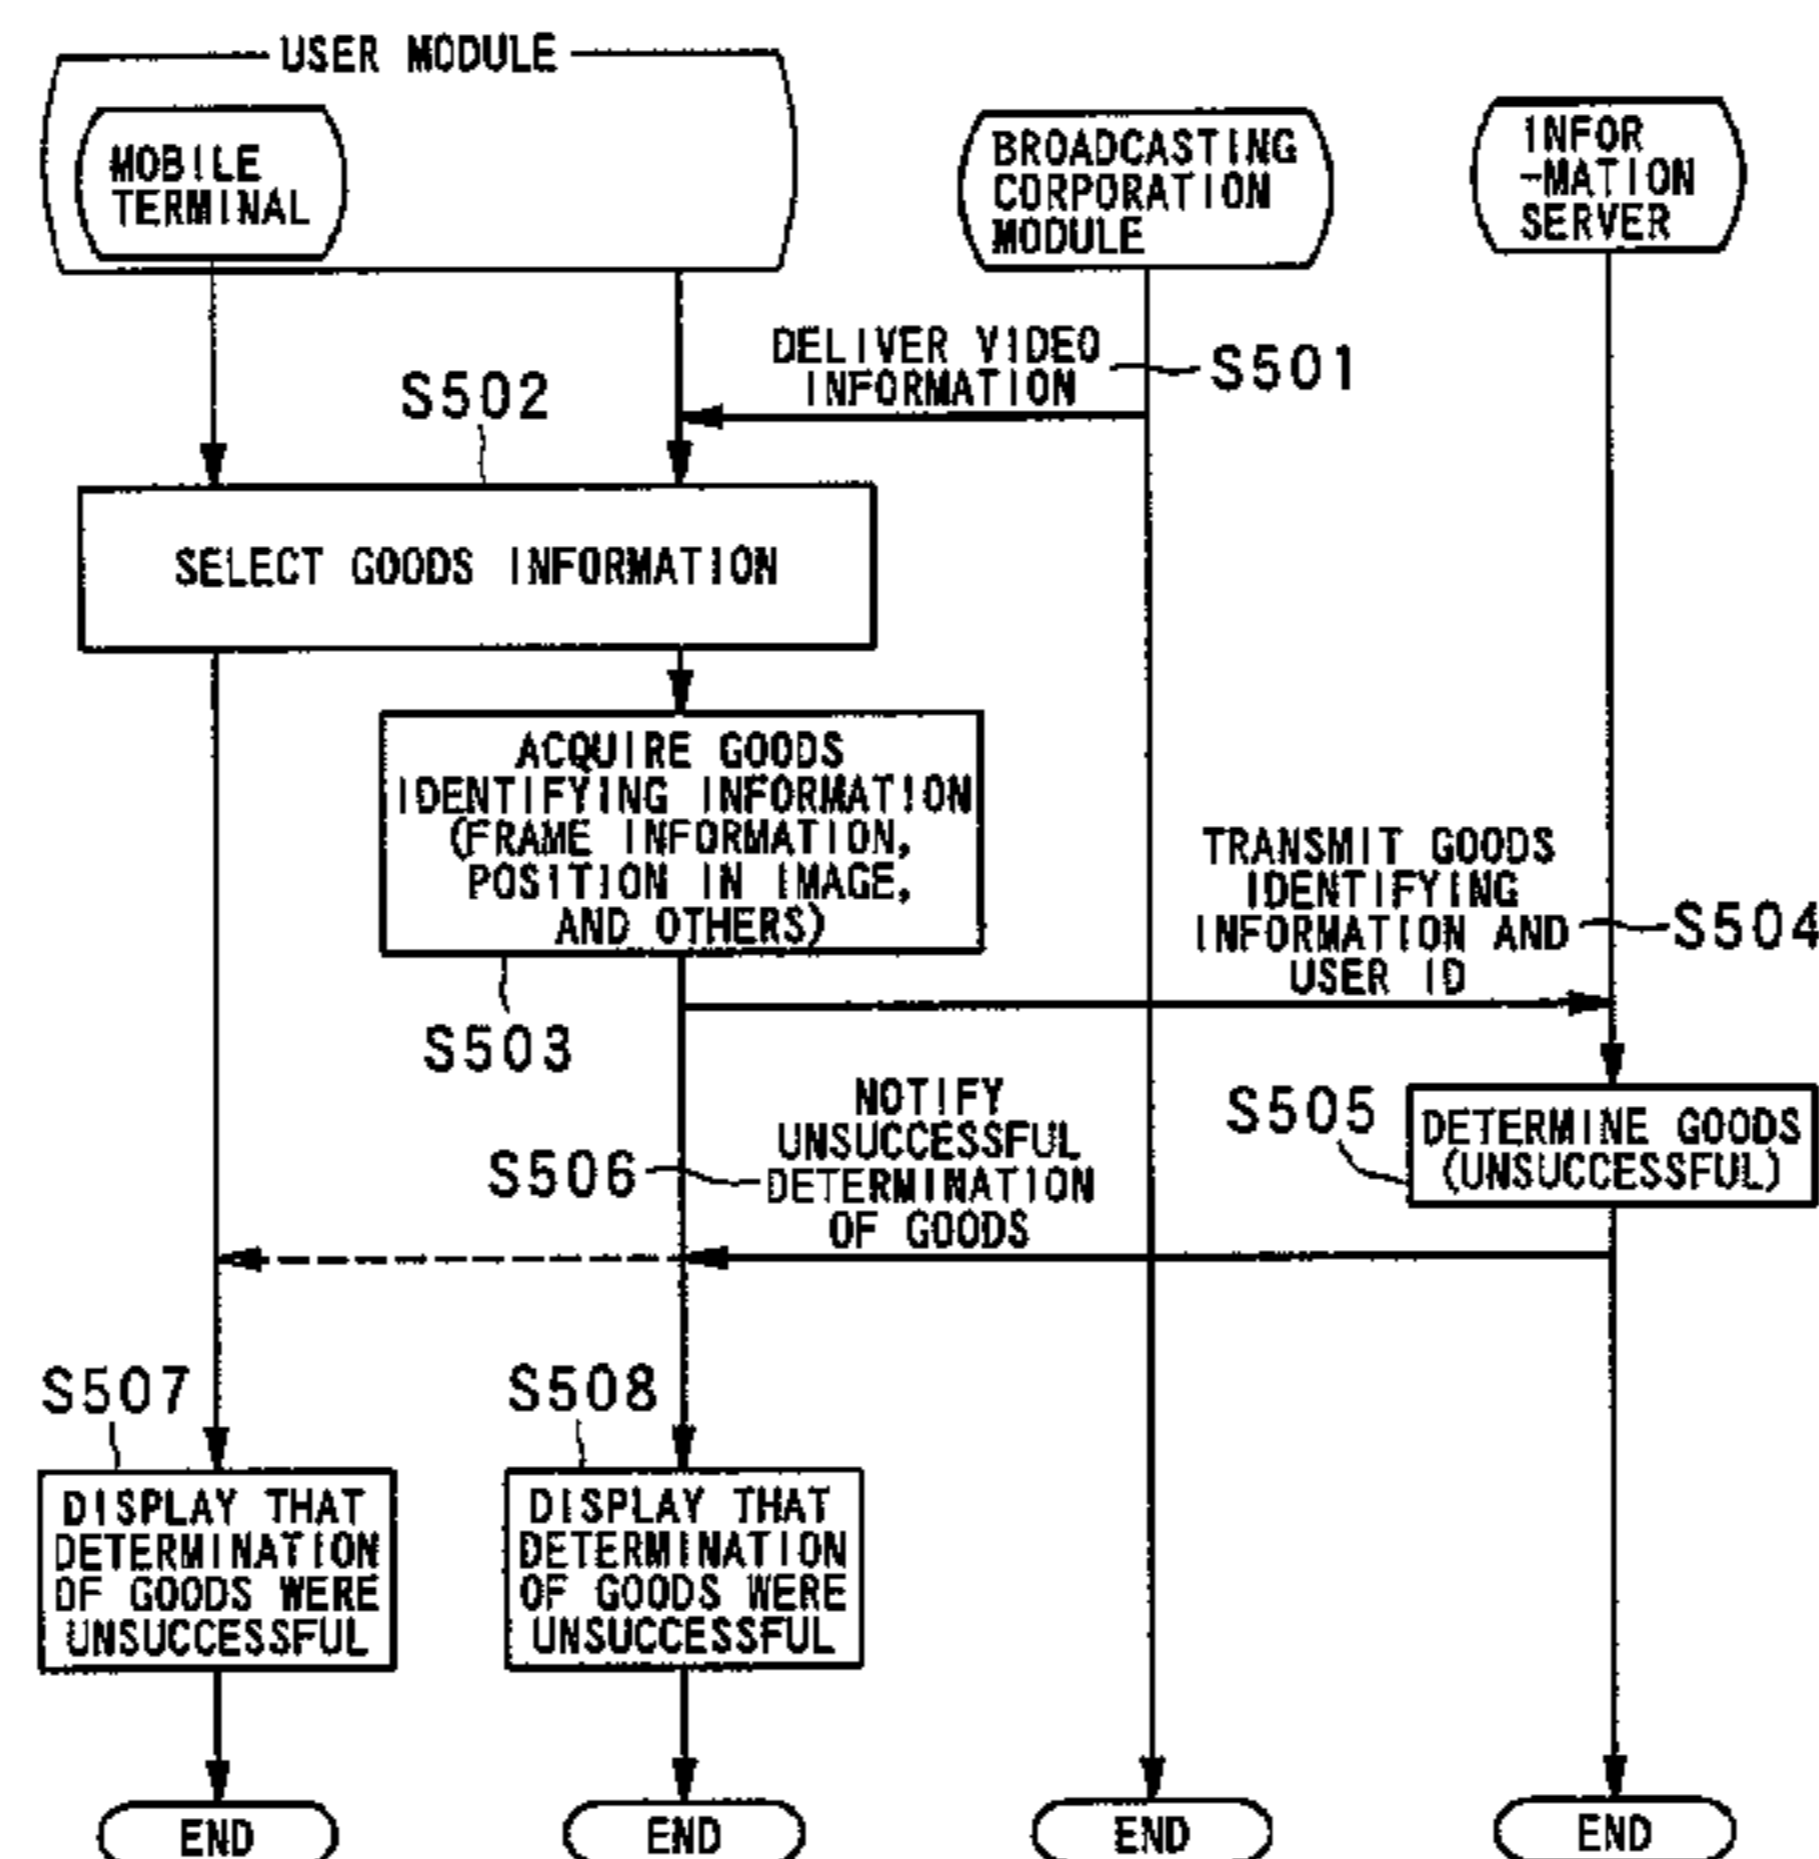 USER MODULE
MOBILE
TERMINAL
BROADCASTING
CORPORATION
MODULE
INFOR
-MATION
SERVER
DELIVER VIDEO
INFORMATION
S501
S502
SELECT GOODS INFORMATION
ACQUIRE GOODS
IDENTIFYING INFORMATION
(FRAME INFORMATION,
POSITION IN IMAGE,
AND OTHERS)
S503
TRANSMIT GOODS
IDENTIFYING
INFORMATION AND
USER ID
S504
S505
DETERMINE GOODS
(UNSUCCESSFUL)
NOTIFY
UNSUCCESSFUL
DETERMINATION
OF GOODS
S506
S507
DISPLAY THAT
DETERMINATION
OF GOODS WERE
UNSUCCESSFUL
S508
DISPLAY THAT
DETERMINATION
OF GOODS WERE
UNSUCCESSFUL
END
END
END
END